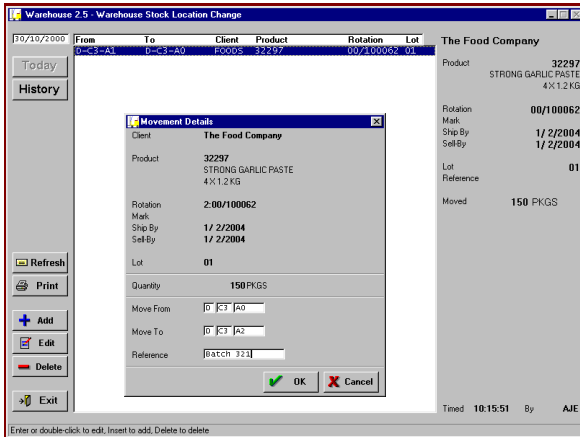 Warehouse 2.5 - Warehouse Stock Location Change
30/10/2000
From To Client Product Rotation Lot
D-C3-A1 D-C3-A0 FOODS 32297 00/100062 01
Today
History
Refresh
Print
Add
Edit
Delete
Exit
Movement Details
Client The Food Company
Product 32297
STRONG GARLIC PASTE
4 X 1.2 KG
Rotation 2:00/100062
Mark
Ship By 1/ 2/2004
Sell-By 1/ 2/2004
Lot 01
Quantity 150 PKGS
Move From D C3 A0
Move To D C3 A2
Reference Batch 321
OK Cancel
The Food Company
Product 32297
STRONG GARLIC PASTE
4 X 1.2 KG
Rotation 00/100062
Mark
Ship By 1/ 2/2004
Sell-By 1/ 2/2004
Lot 01
Reference
Moved 150 PKGS
Timed 10:15:51 By AJE
Enter or double-click to edit, Insert to add, Delete to delete